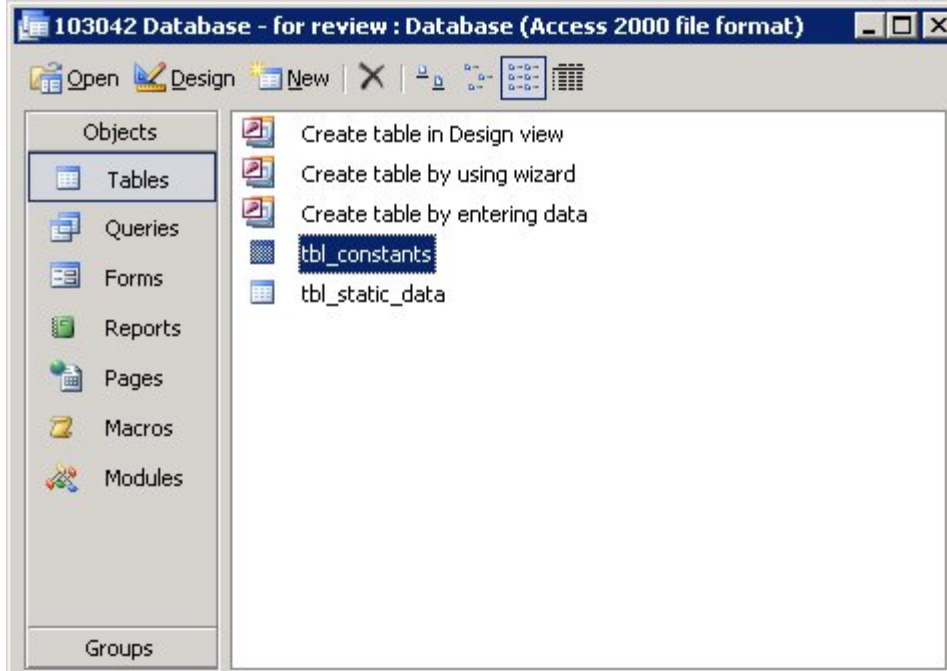 103042 Database - for review : Database (Access 2000 file format)
Open Design New
Objects
Tables
Queries
Forms
Reports
Pages
Macros
Modules
Groups
Create table in Design view
Create table by using wizard
Create table by entering data
tbl_constants
tbl_static_data